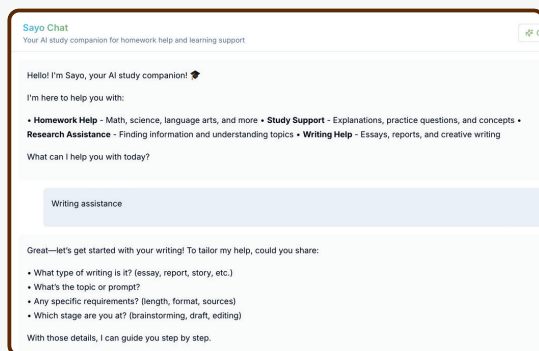 Sayo Chat
Your AI study companion for homework help and learning support
Hello! I'm Sayo, your AI study companion! 🎓
I'm here to help you with:
• Homework Help - Math, science, language arts, and more • Study Support - Explanations, practice questions, and concepts •
Research Assistance - Finding information and understanding topics • Writing Help - Essays, reports, and creative writing
What can I help you with today?
Writing assistance
Great—let's get started with your writing! To tailor my help, could you share:
• What type of writing is it? (essay, report, story, etc.)
• What's the topic or prompt?
• Any specific requirements? (length, format, sources)
• Which stage are you at? (brainstorming, draft, editing)
With those details, I can guide you step by step.